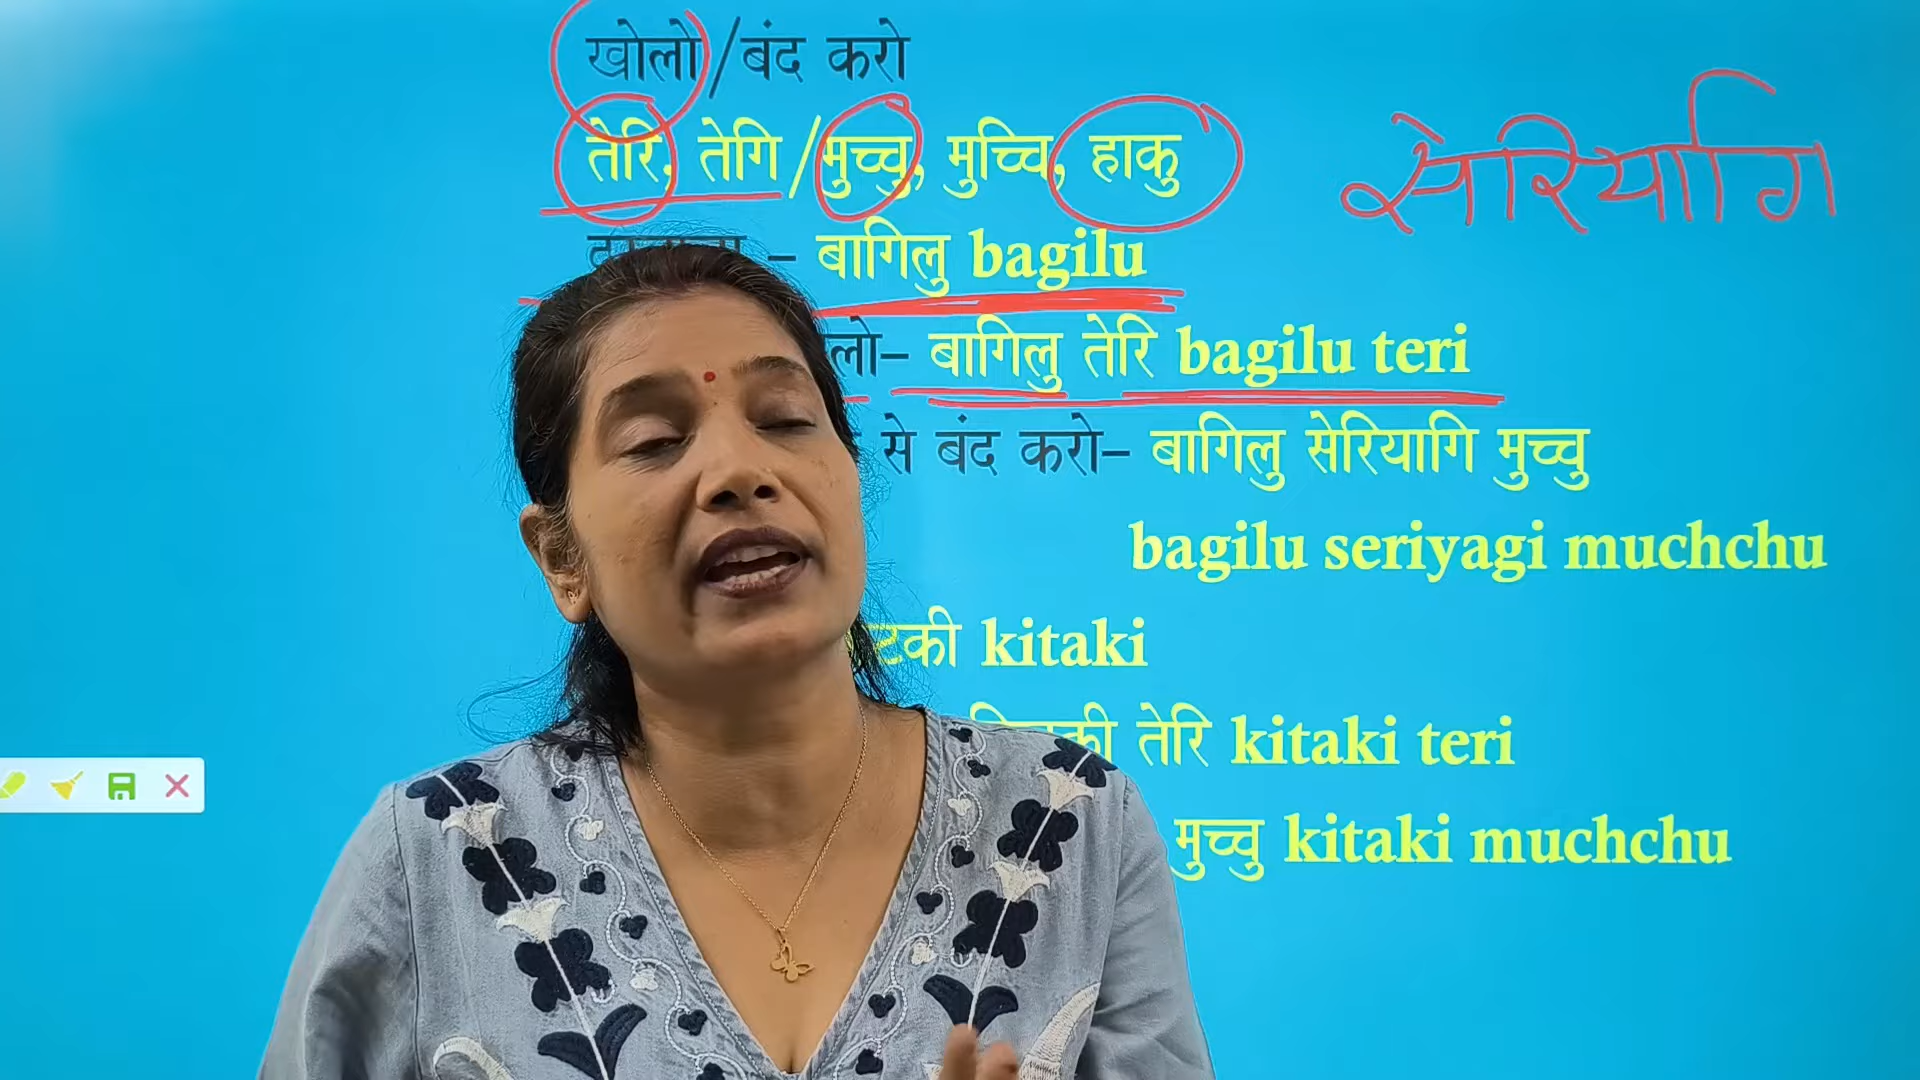 खोलो/बंद करो
तेरि, तेगि/मुच्चु, मुच्चि, हाकु
सेरियागि
– बागिलु bagilu
– बागिलु तेरि bagilu teri
से बंद करो– बागिलु सेरियागि मुच्चु
bagilu seriyagi muchchu
kitaki
तेरि kitaki teri
मुच्चु kitaki muchchu